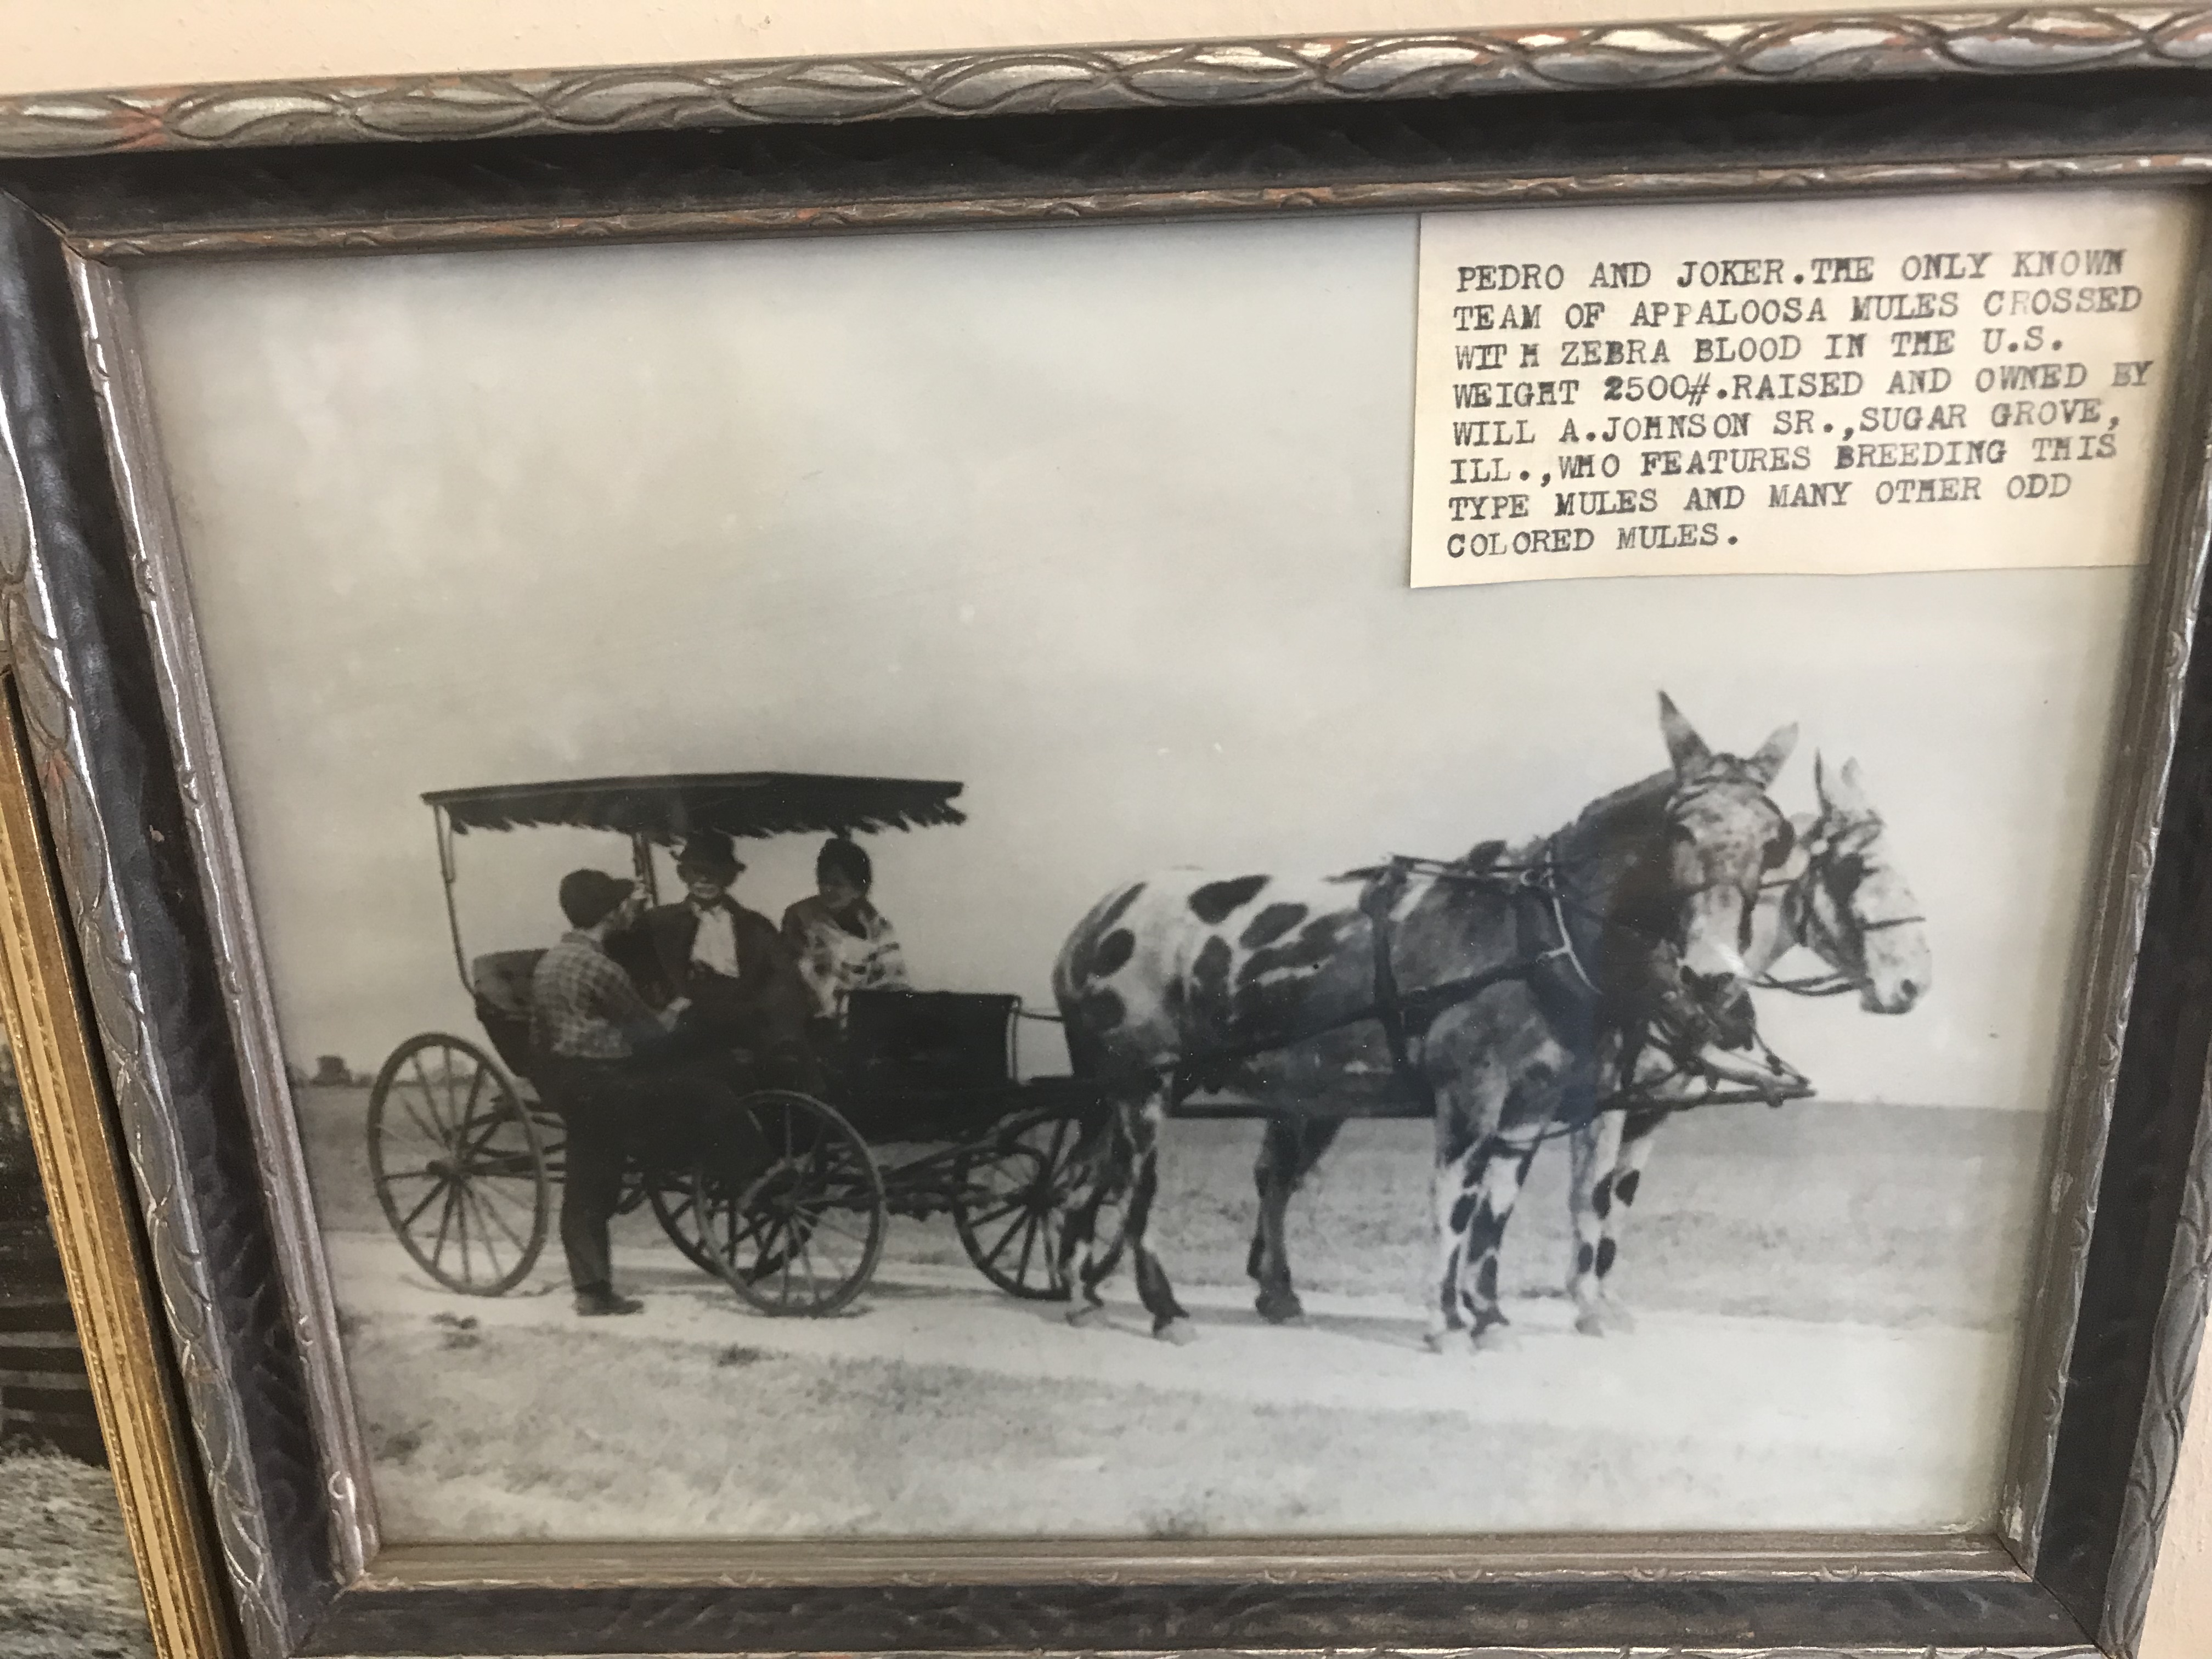 PEDRO AND JOKER.THE ONLY KNOWN
TEAM OF APPALOOSA MULES CROSSED
WITH ZEBRA BLOOD IN THE U.S.
WEIGHT 2500#.RAISED AND OWNED BY
WILL A.JOHNSON SR.,SUGAR GROVE,
ILL.,WHO FEATURES BREEDING THIS
TYPE MULES AND MANY OTHER ODD
COLORED MULES.